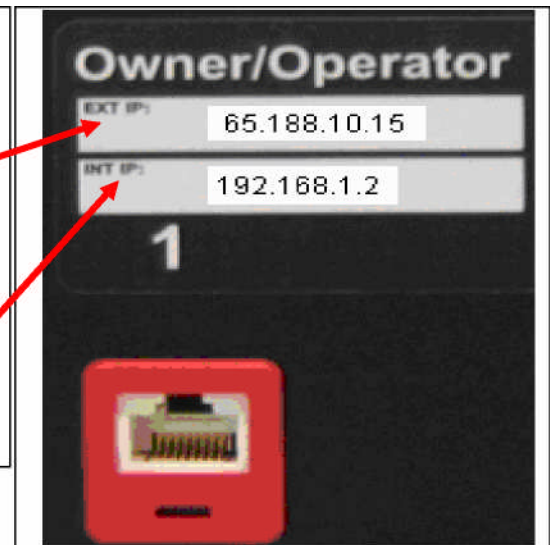 Owner/Operator
EXT IP:
65.188.10.15
INT IP:
192.168.1.2
1